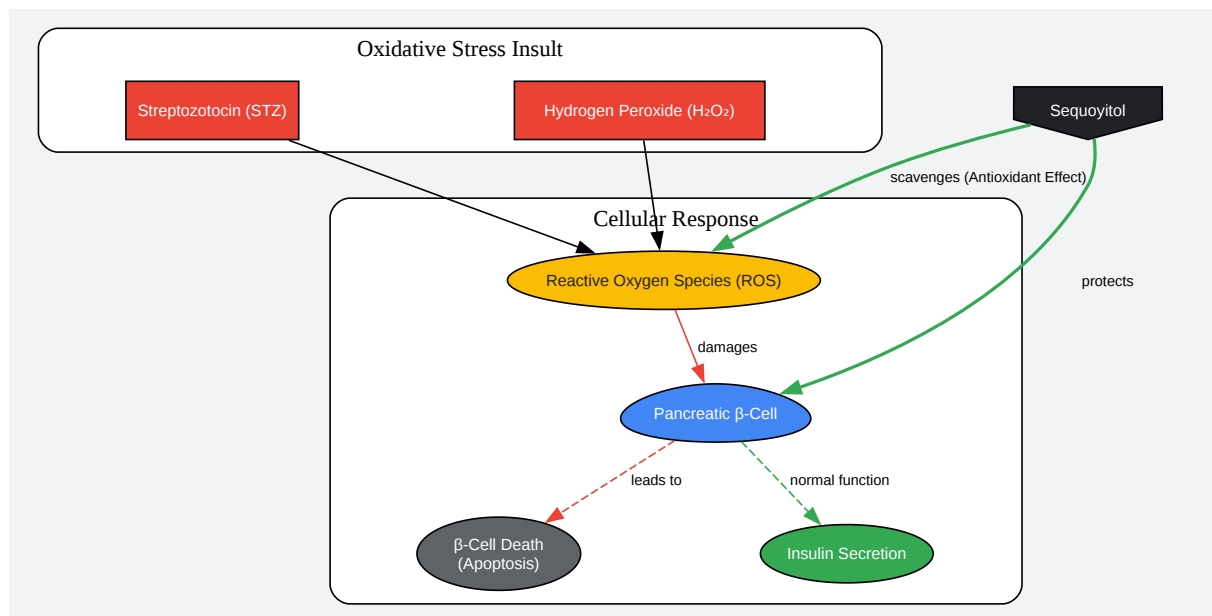 Oxidative Stress Insult
Streptozotocin (STZ)
Hydrogen Peroxide (H₂O₂)
Sequoyitol
scavenges (Antioxidant Effect)
Cellular Response
Reactive Oxygen Species (ROS)
protects
damages
Pancreatic β-Cell
leads to
normal function
β-Cell Death
(Apoptosis)
Insulin Secretion